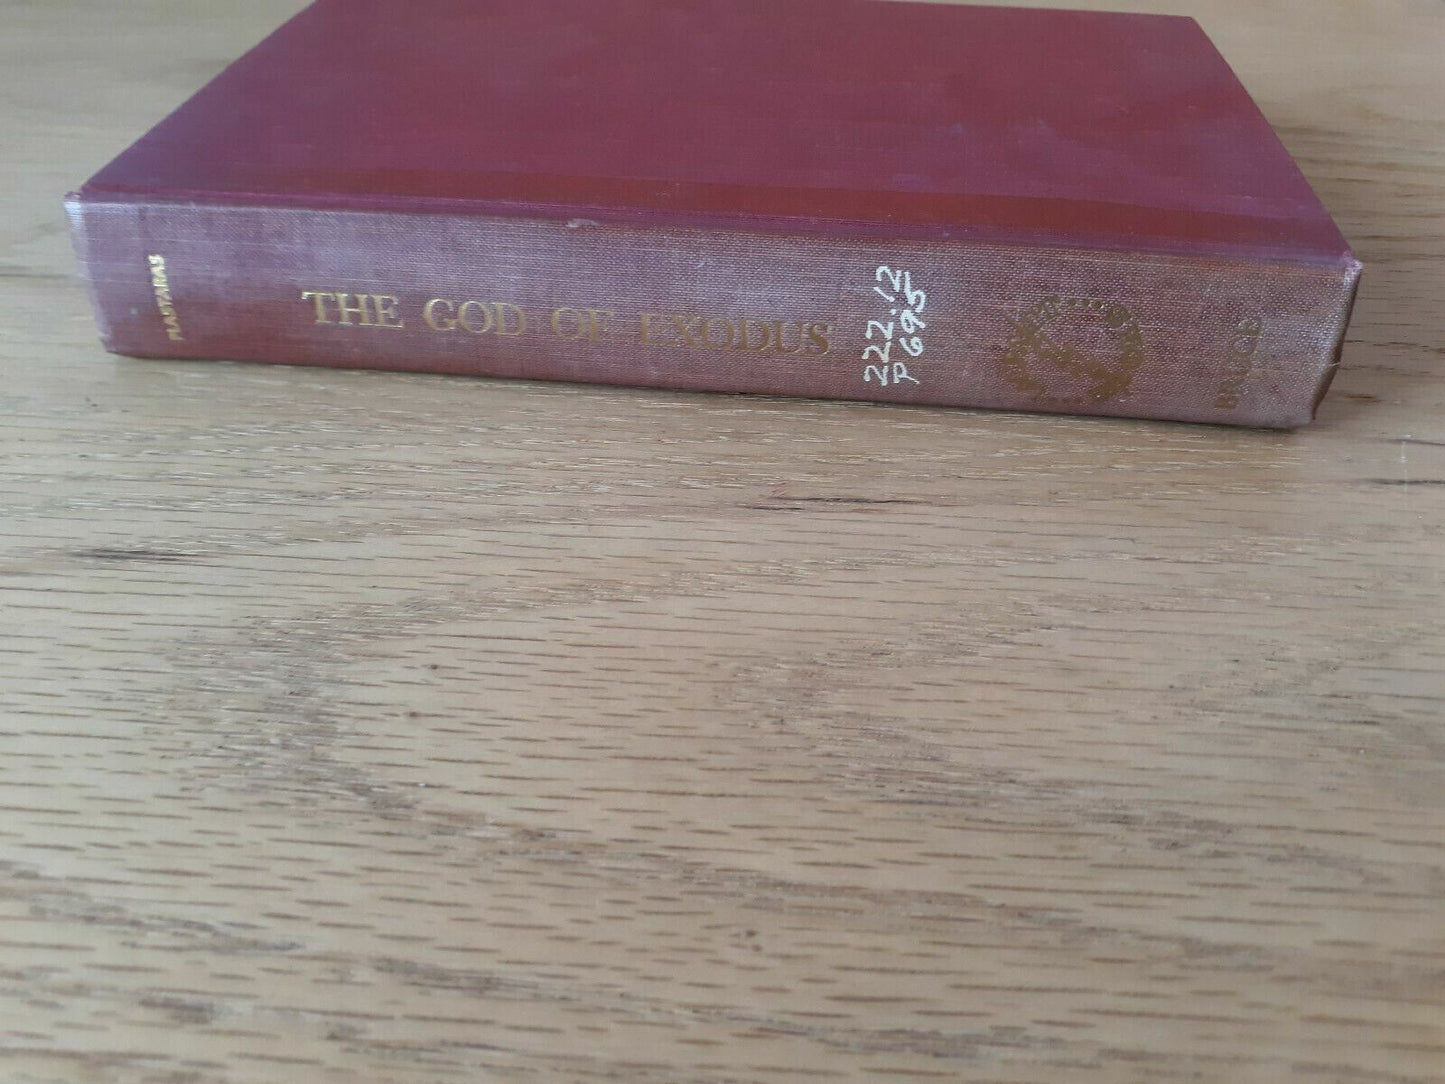 PLASTARAS
THE GOD OF EXODUS
222.12
P695
BRUCE